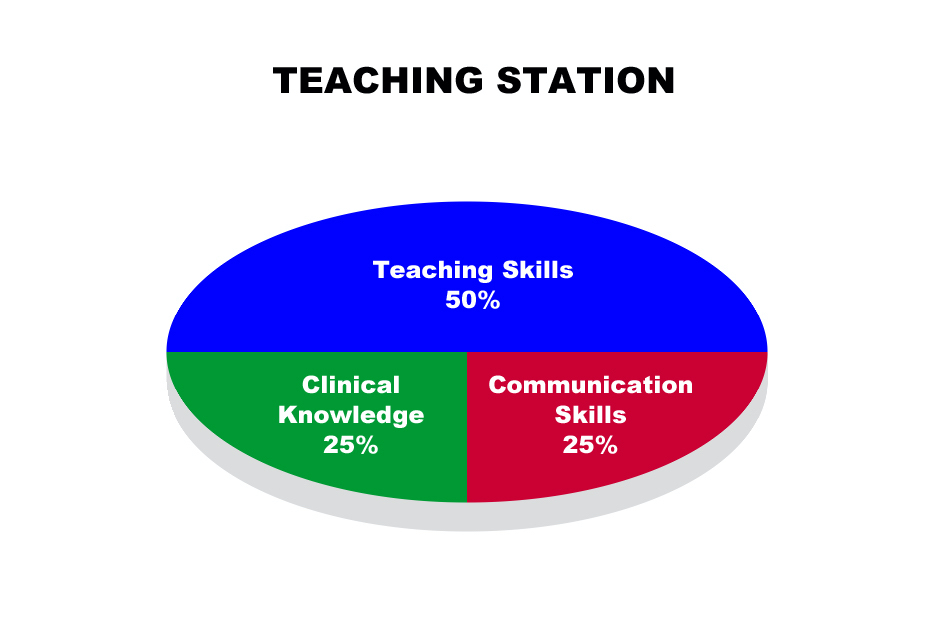 TEACHING STATION
Teaching Skills
50%
Clinical
Knowledge
25%
Communication
Skills
25%